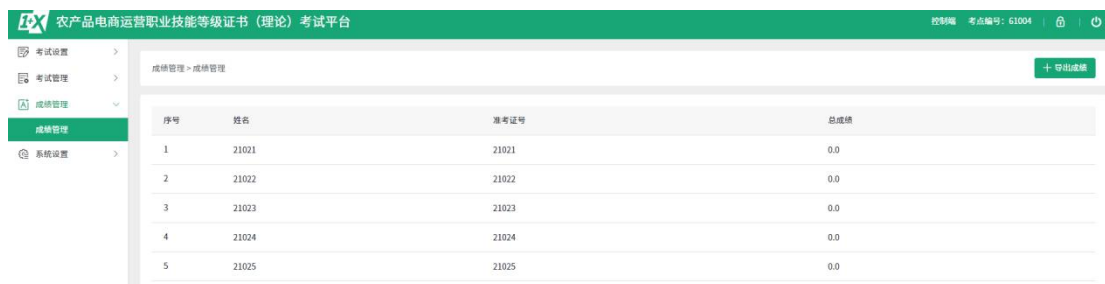 1+X 农产品电商运营职业技能等级证书（理论）考试平台 控制端 考点编号：61004
考试设置
考试管理
成绩管理
成绩管理
系统设置
成绩管理 > 成绩管理 + 导出成绩
序号 姓名 准考证号 总成绩
1 21021 21021 0.0
2 21022 21022 0.0
3 21023 21023 0.0
4 21024 21024 0.0
5 21025 21025 0.0